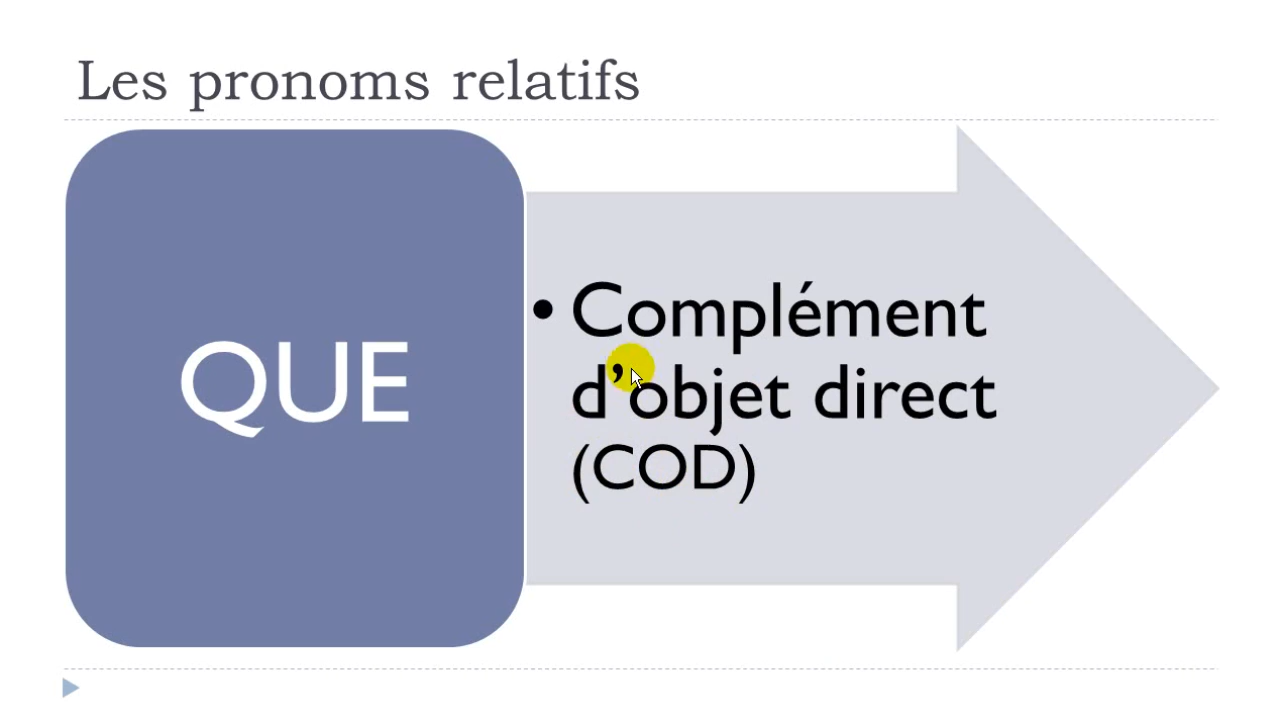 Les pronoms relatifs
QUE
• Complément
d’objet direct
(COD)